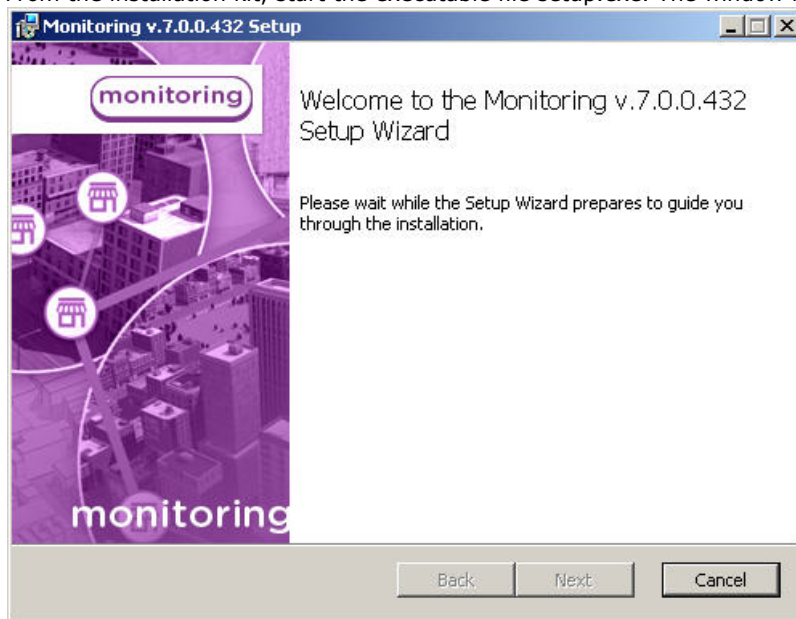 From the installation kit, start the executable file setup.exe. The window
Monitoring v.7.0.0.432 Setup
monitoring
Welcome to the Monitoring v.7.0.0.432
Setup Wizard
Please wait while the Setup Wizard prepares to guide you
through the installation.
monitoring
Back
Next
Cancel